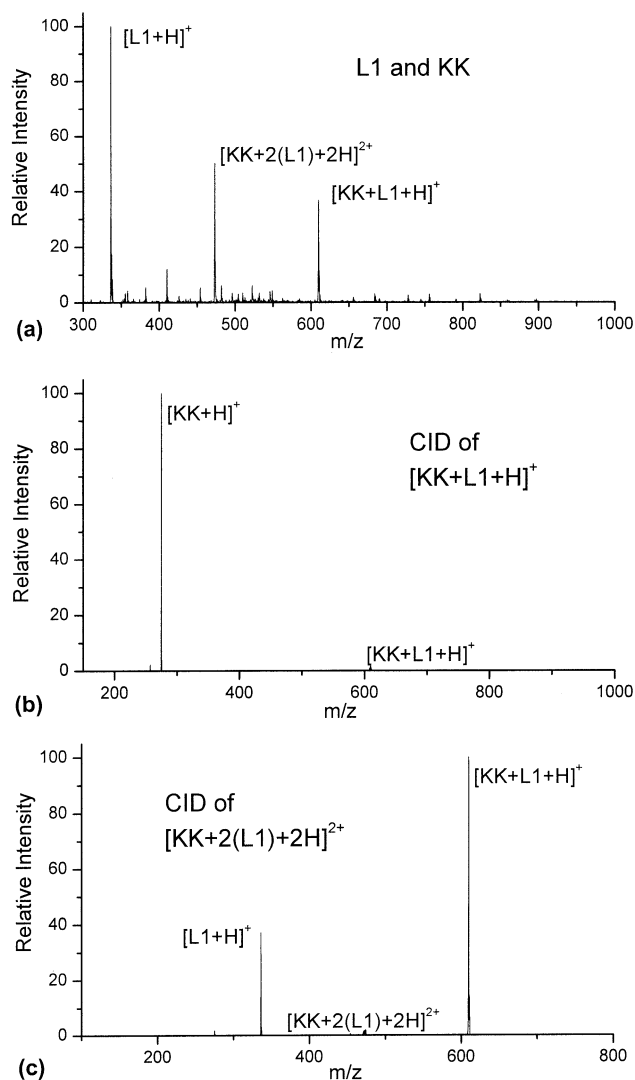 100
[L1+H]+
L1 and KK
80
60
[KK+2(L1)+2H]2+
[KK+L1+H]+
40
20
0
Relative Intensity
300 400 500 600 700 800 900 1000
m/z
(a)
100
[KK+H]+
CID of
[KK+L1+H]+
80
60
40
20
[KK+L1+H]+
0
Relative Intensity
200 400 600 800 1000
m/z
(b)
100
[KK+L1+H]+
CID of
[KK+2(L1)+2H]2+
80
60
40
[L1+H]+
20
[KK+2(L1)+2H]2+
0
Relative Intensity
200 400 600 800
m/z
(c)